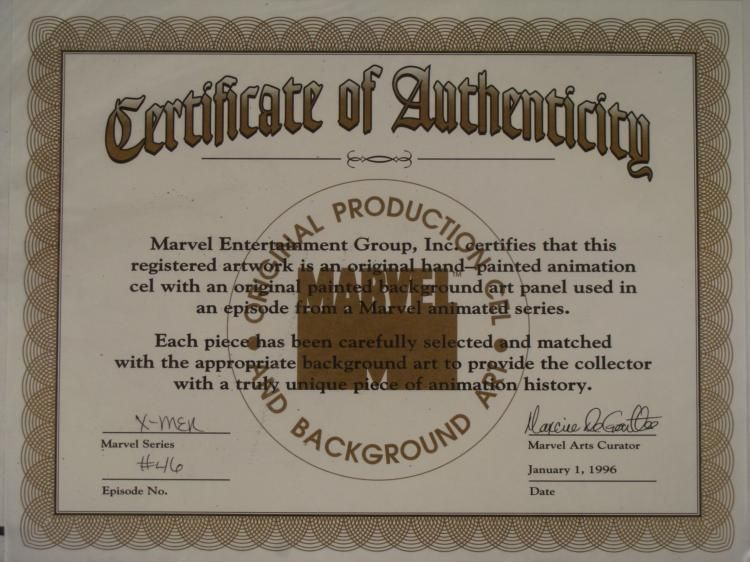 Certificate of Authenticity
ORIGINAL PRODUCTION CEL
AND BACKGROUND ART
MARVEL™
Marvel Entertainment Group, Inc. certifies that this
registered artwork is an original hand–painted animation
cel with an original painted background art panel used in
an episode from a Marvel animated series.
Each piece has been carefully selected and matched
with the appropriate background art to provide the collector
with a truly unique piece of animation history.
X-MEN
Marvel Series
#46
Episode No.
Marvel Arts Curator
January 1, 1996
Date